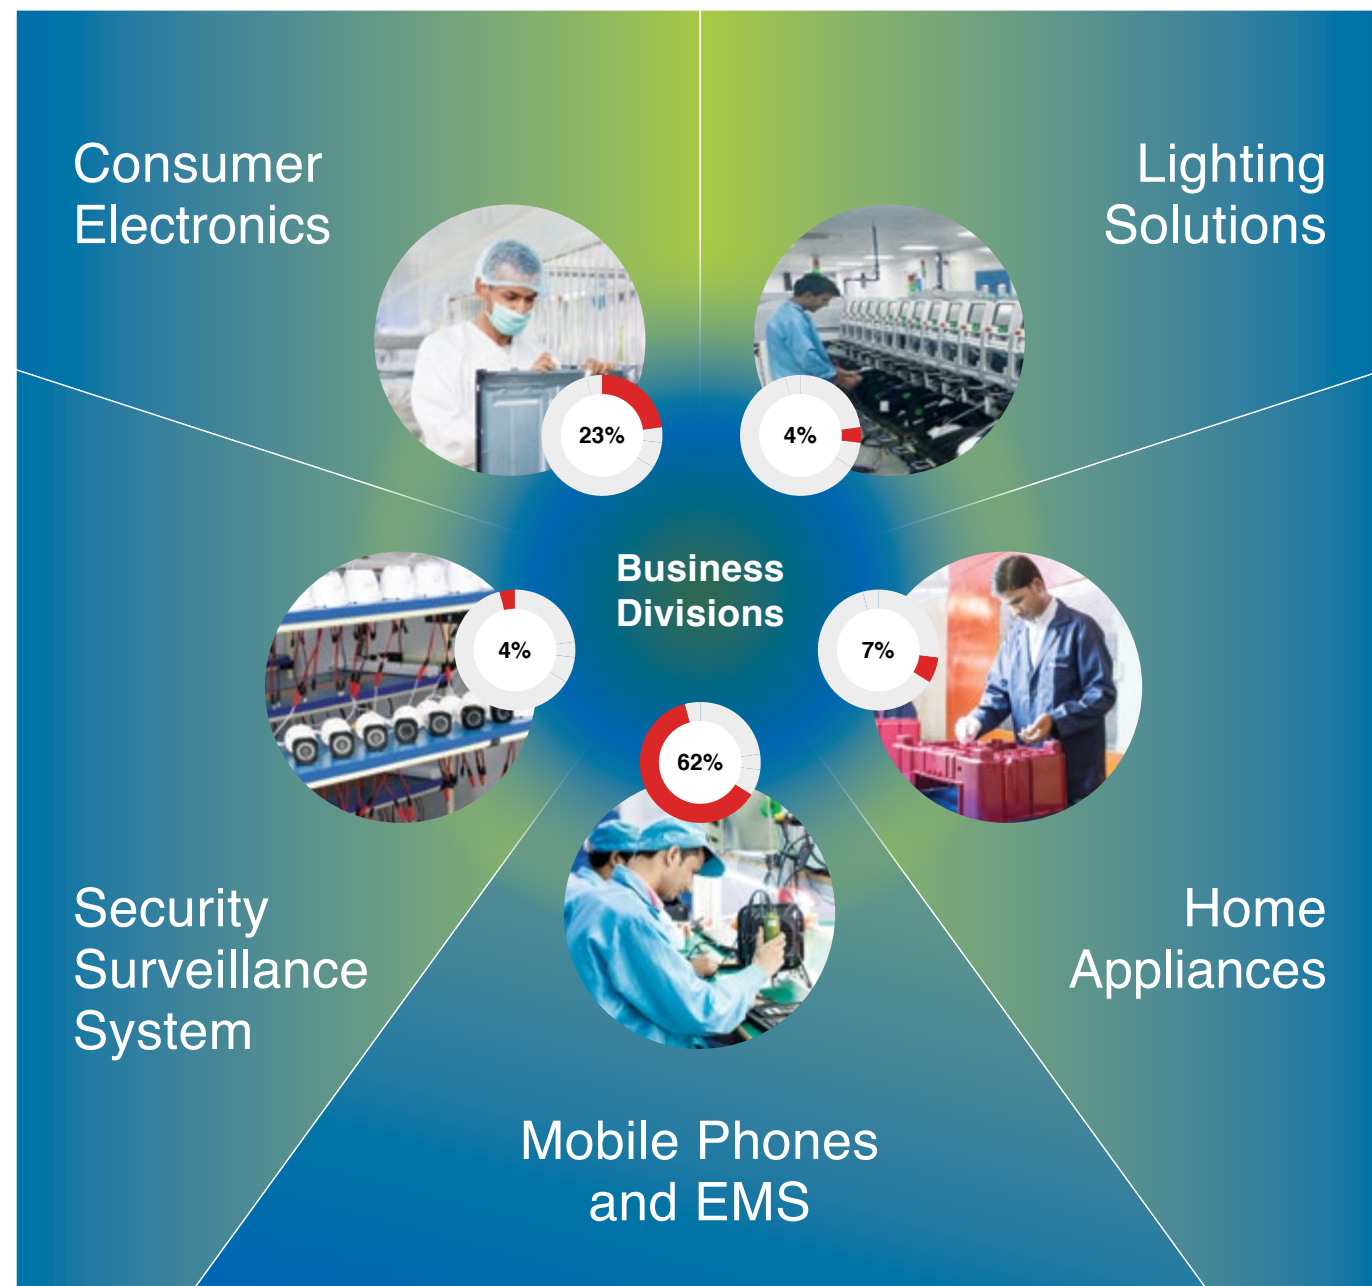 Consumer
Electronics
Lighting
Solutions
23%
4%
Business
Divisions
4%
7%
62%
Security
Surveillance
System
Home
Appliances
Mobile Phones
and EMS